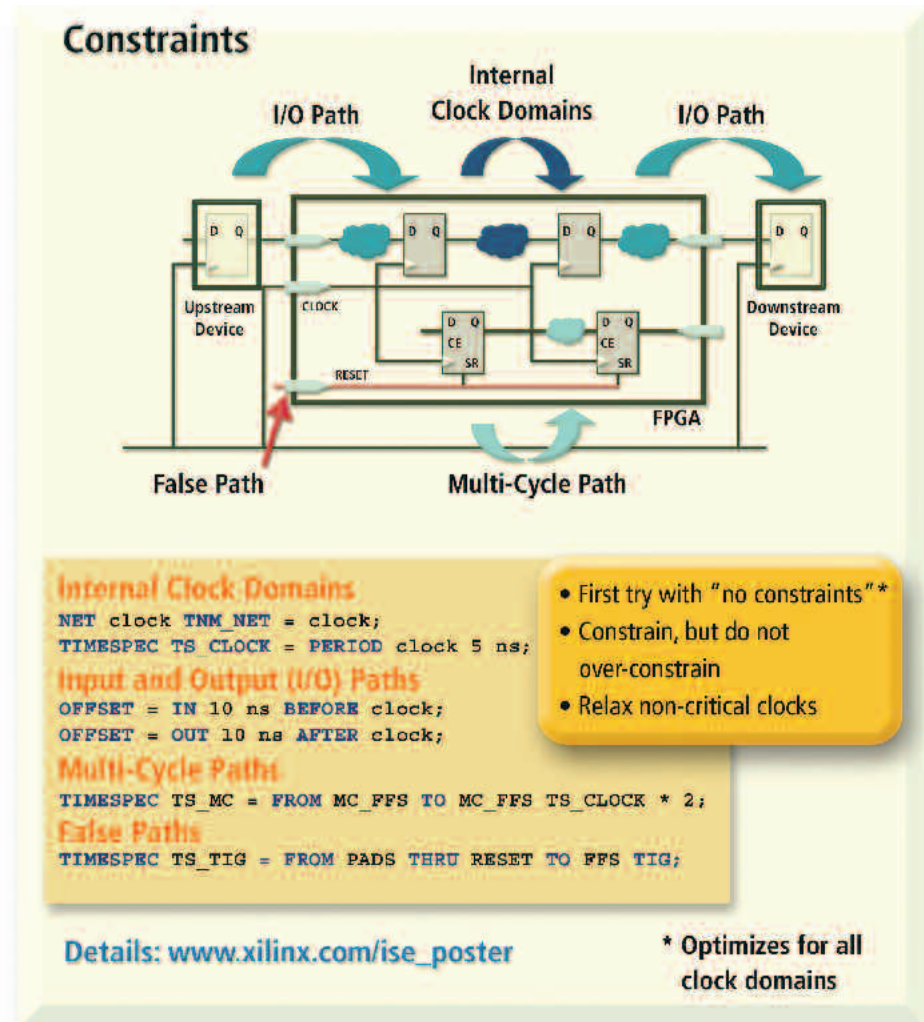 Constraints
Internal
Clock Domains
I/O Path
I/O Path
D Q
D Q
D Q
D Q
Upstream
Device
CLOCK
Downstream
Device
D Q
CE
SR
D Q
CE
SR
RESET
FPGA
False Path
Multi-Cycle Path
Internal Clock Domains
NET clock TNM_NET = clock;
TIMESPEC TS_CLOCK = PERIOD clock 5 ns;
Input and Output (I/O) Paths
OFFSET = IN 10 ns BEFORE clock;
OFFSET = OUT 10 ns AFTER clock;
Multi-Cycle Paths
TIMESPEC TS_MC = FROM MC_FFS TO MC_FFS TS_CLOCK * 2;
False Paths
TIMESPEC TS_TIG = FROM PADS THRU RESET TO FFS TIG;
• First try with "no constraints"*
• Constrain, but do not
over-constrain
• Relax non-critical clocks
Details: www.xilinx.com/ise_poster
* Optimizes for all
clock domains